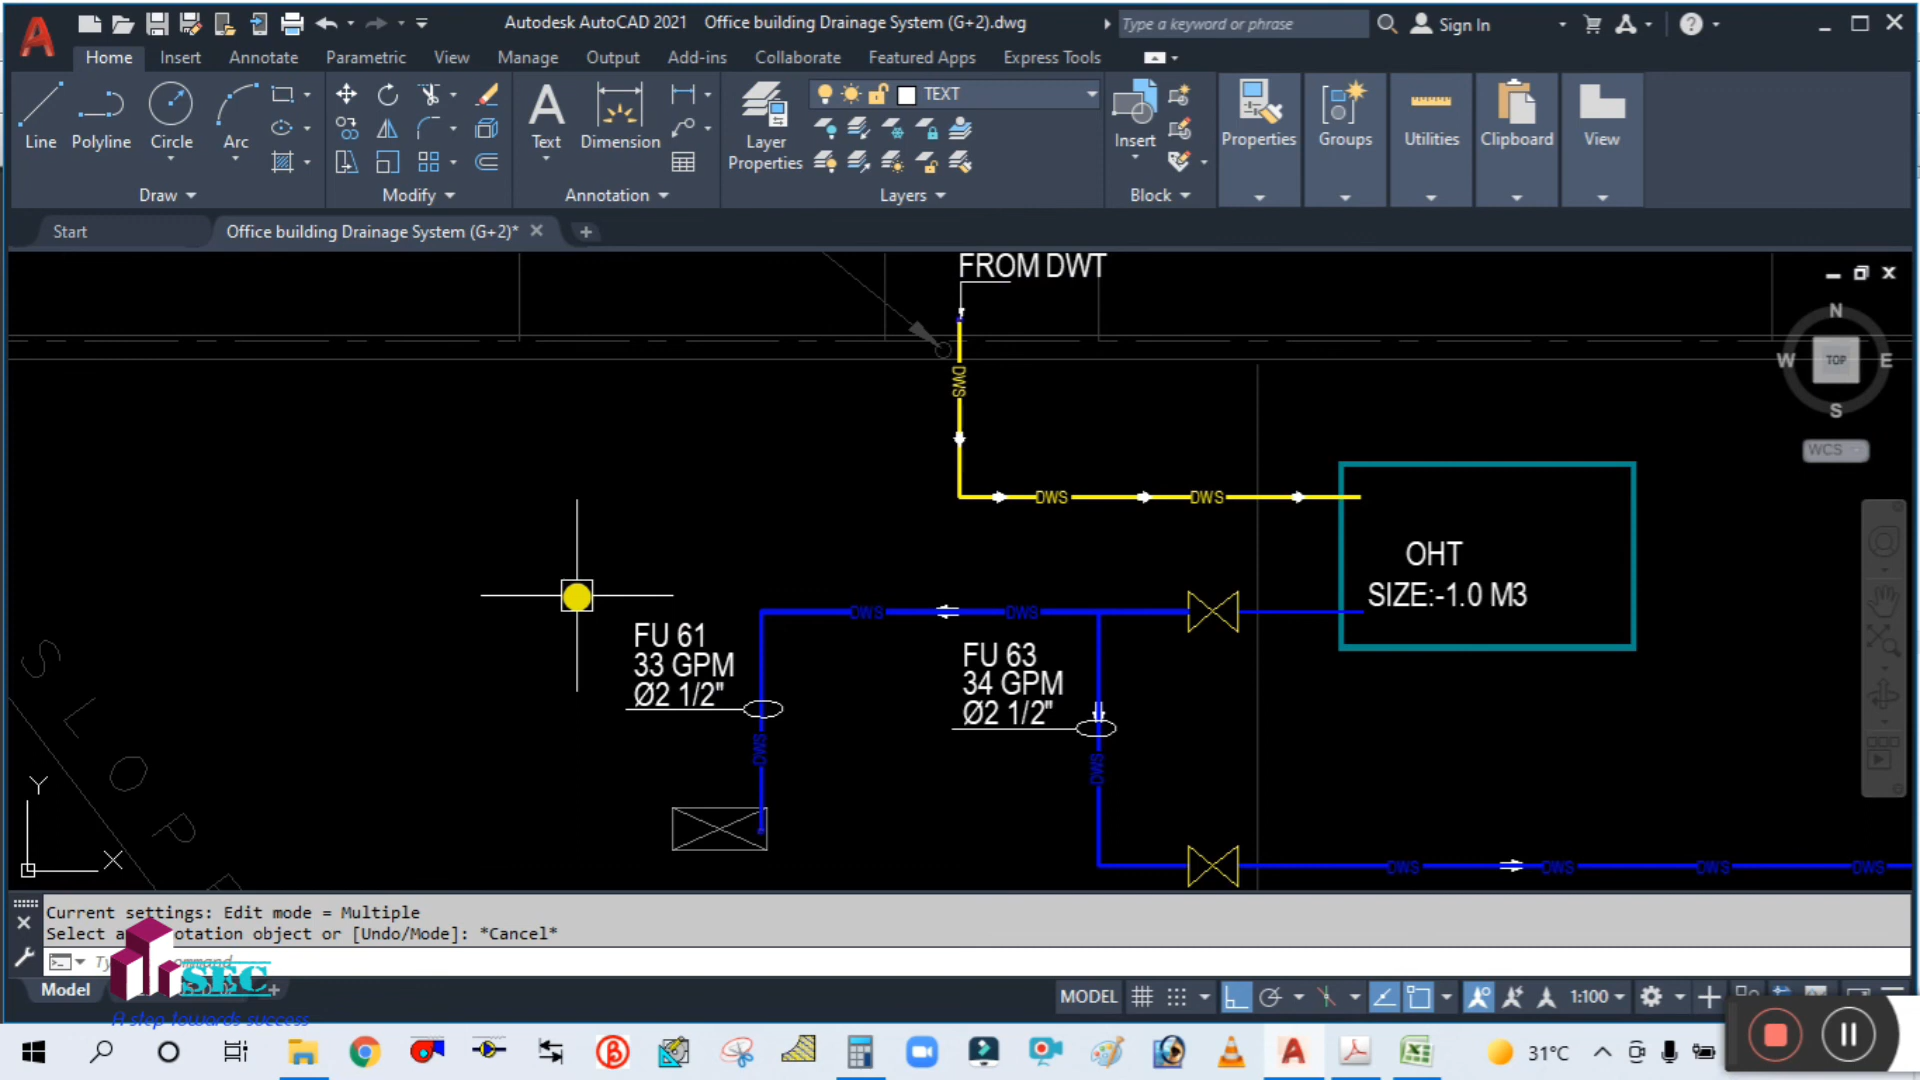 Autodesk AutoCAD 2021 Office building Drainage System (G+2).dwg
Type a keyword or phrase
Sign In
Home Insert Annotate Parametric View Manage Output Add-ins Collaborate Featured Apps Express Tools
TEXT
Line Polyline Circle Arc
Text Dimension
Layer Properties
Insert
Properties Groups Utilities Clipboard View
Draw Modify Annotation Layers Block
Start
Office building Drainage System (G+2)*
FROM DWT
N
W TOP E
S
WCS
DWS
DWS DWS
OHT
SIZE:-1.0 M3
DWS DWS
FU 61
33 GPM
Ø2 1/2"
FU 63
34 GPM
Ø2 1/2"
DWS
DWS
S
L
O
P
E
Y
X
DWS DWS DWS DWS
Current settings: Edit mode = Multiple
Select an otation object or [Undo/Mode]: *Cancel*
SEC
A step towards success
Model
MODEL
1:100
31°C